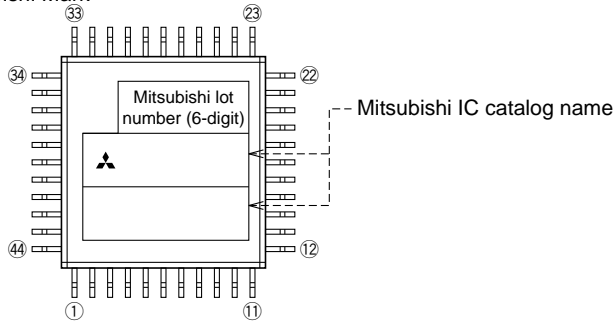 ㉝ ㉓
㉞ ㉒
Mitsubishi lot
number (6-digit)
Mitsubishi IC catalog name
㊹ ⑫
① ⑪